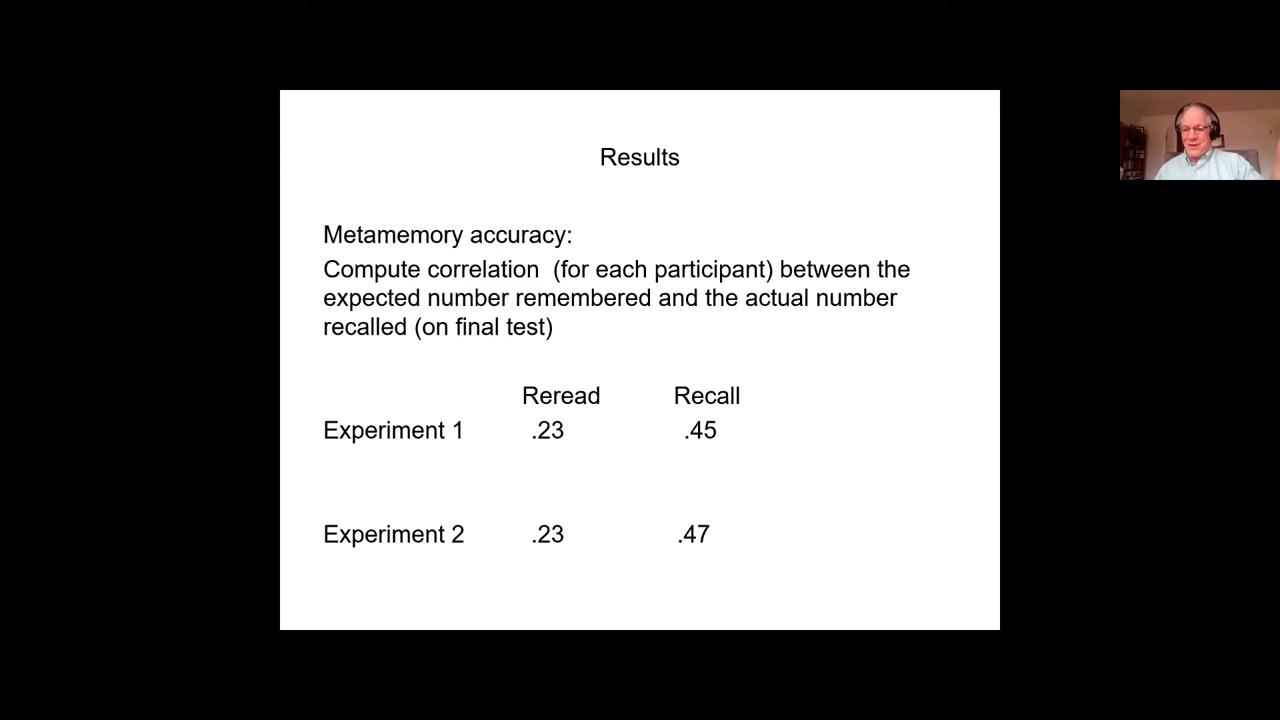 Results
Metamemory accuracy:
Compute correlation (for each participant) between the
expected number remembered and the actual number
recalled (on final test)
Reread Recall
Experiment 1 .23 .45
Experiment 2 .23 .47